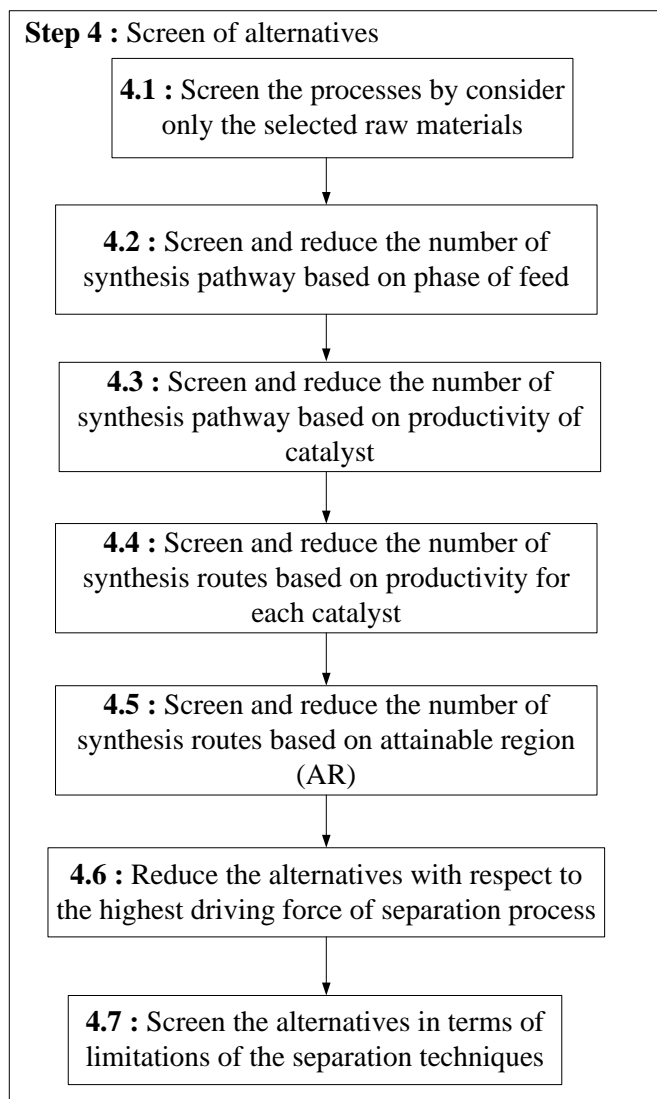 Step 4 : Screen of alternatives
4.1 : Screen the processes by consider
only the selected raw materials
4.2 : Screen and reduce the number of
synthesis pathway based on phase of feed
4.3 : Screen and reduce the number of
synthesis pathway based on productivity of
catalyst
4.4 : Screen and reduce the number of
synthesis routes based on productivity for
each catalyst
4.5 : Screen and reduce the number of
synthesis routes based on attainable region
(AR)
4.6 : Reduce the alternatives with respect to
the highest driving force of separation process
4.7 : Screen the alternatives in terms of
limitations of the separation techniques